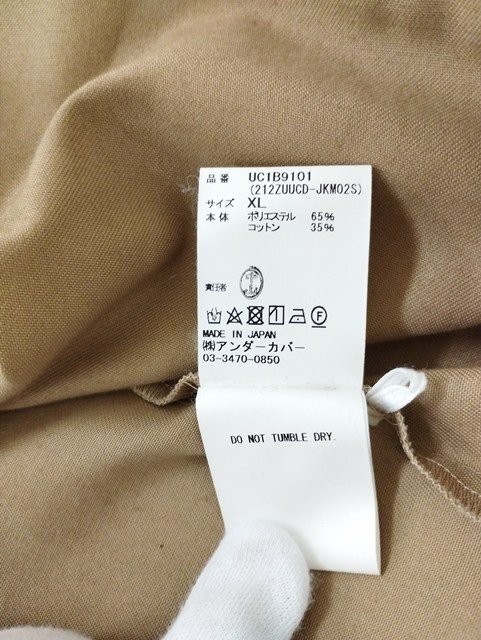 品番 UC1B9101
(212ZUUCD-JKM02S)
サイズ XL
本体 ポリエステル 65%
コットン 35%
責任者
MADE IN JAPAN
㈱アンダーカバー
03-3470-0850
DO NOT TUMBLE DRY.